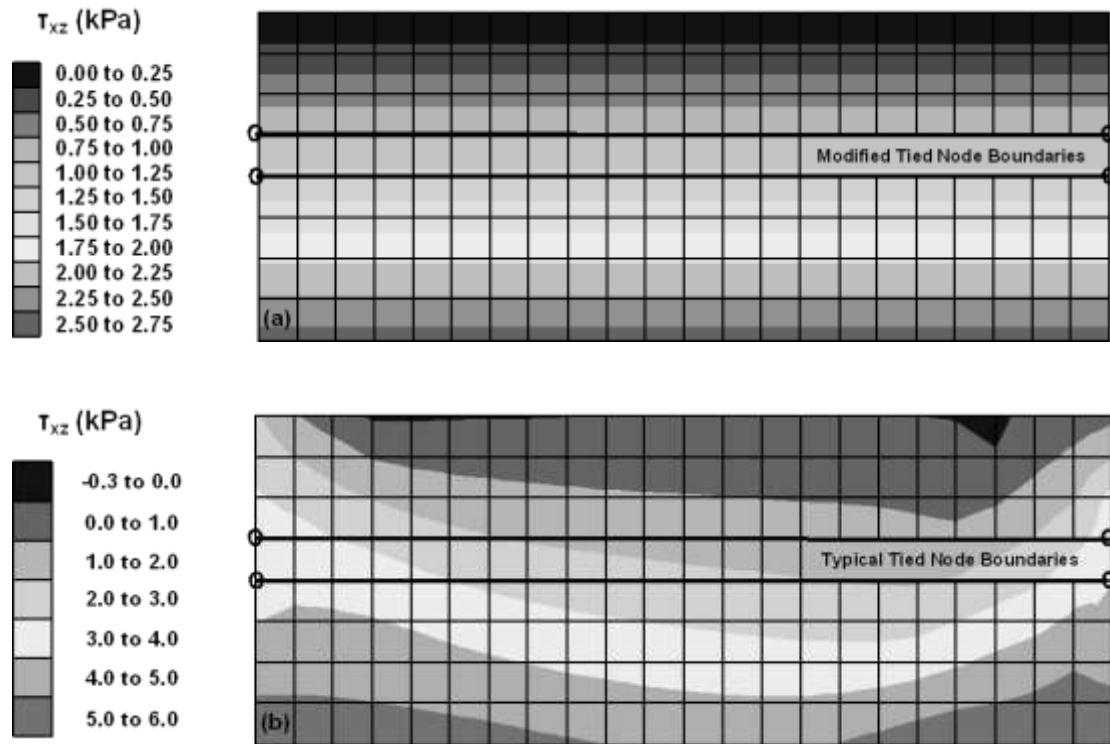 τxz (kPa)
0.00 to 0.25
0.25 to 0.50
0.50 to 0.75
0.75 to 1.00
1.00 to 1.25
1.25 to 1.50
1.50 to 1.75
1.75 to 2.00
2.00 to 2.25
2.25 to 2.50
2.50 to 2.75
Modified Tied Node Boundaries
(a)
τxz (kPa)
-0.3 to 0.0
0.0 to 1.0
1.0 to 2.0
2.0 to 3.0
3.0 to 4.0
4.0 to 5.0
5.0 to 6.0
Typical Tied Node Boundaries
(b)